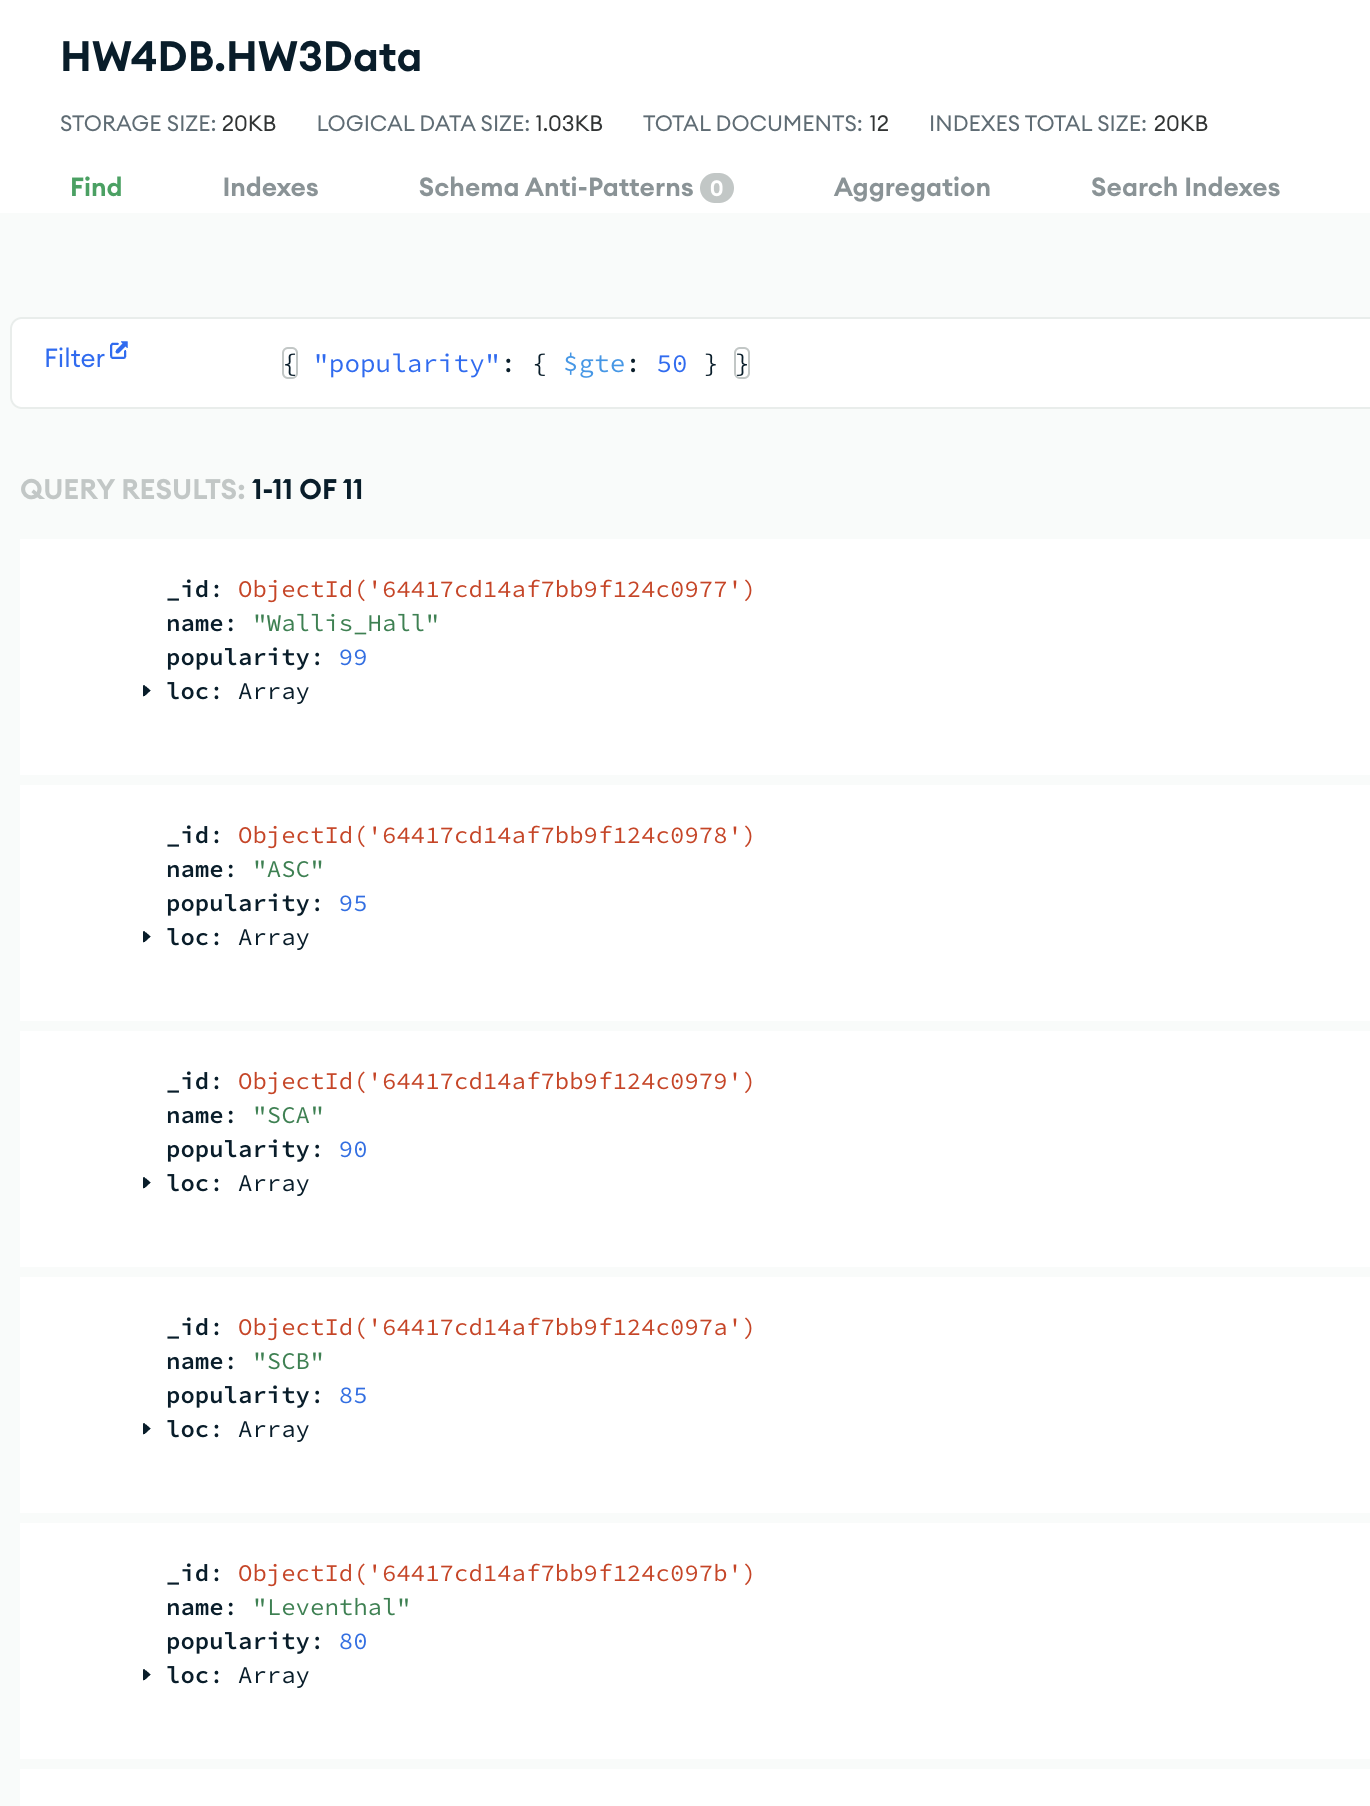 HW4DB.HW3Data
STORAGE SIZE: 20KB LOGICAL DATA SIZE: 1.03KB TOTAL DOCUMENTS: 12 INDEXES TOTAL SIZE: 20KB
Find Indexes Schema Anti-Patterns 0 Aggregation Search Indexes
Filter { "popularity": { $gte: 50 } }
QUERY RESULTS: 1-11 OF 11
_id: ObjectId('64417cd14af7bb9f124c0977')
name: "Wallis_Hall"
popularity: 99
loc: Array
_id: ObjectId('64417cd14af7bb9f124c0978')
name: "ASC"
popularity: 95
loc: Array
_id: ObjectId('64417cd14af7bb9f124c0979')
name: "SCA"
popularity: 90
loc: Array
_id: ObjectId('64417cd14af7bb9f124c097a')
name: "SCB"
popularity: 85
loc: Array
_id: ObjectId('64417cd14af7bb9f124c097b')
name: "Leventhal"
popularity: 80
loc: Array